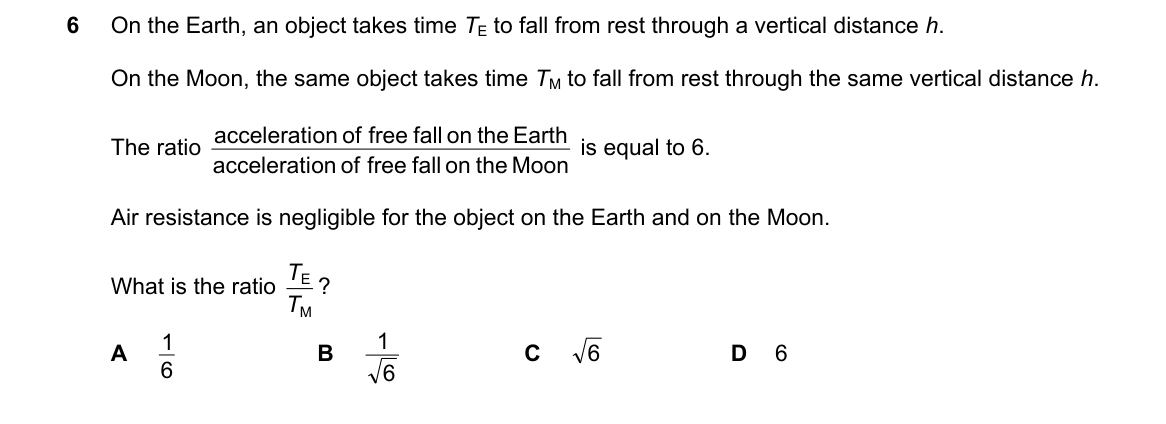 6 On the Earth, an object takes time T_E to fall from rest through a vertical distance h.
On the Moon, the same object takes time T_M to fall from rest through the same vertical distance h.
The ratio acceleration of free fall on the Earth / acceleration of free fall on the Moon is equal to 6.
Air resistance is negligible for the object on the Earth and on the Moon.
What is the ratio T_E / T_M ?
A 1/6 B 1/√6 C √6 D 6